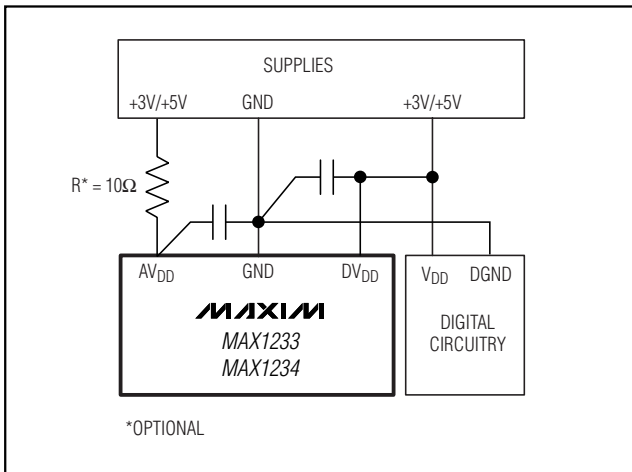 SUPPLIES
+3V/+5V GND +3V/+5V
R* = 10Ω
AVDD GND DVDD VDD DGND
MAXIM
MAX1233
MAX1234
DIGITAL
CIRCUITRY
*OPTIONAL